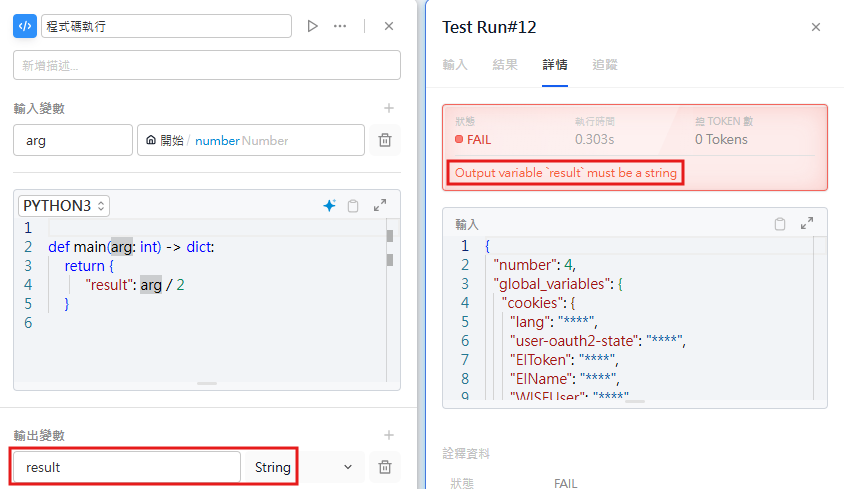 程式碼執行
新增描述...
輸入變數
arg
開始 / number Number
PYTHON3
1
2 def main(arg: int) -> dict:
3 return {
4 "result": arg / 2
5 }
6
輸出變數
result
String
Test Run#12
輸入 結果 詳情 追蹤
狀態 執行時間 總 TOKEN 數
FAIL 0.303s 0 Tokens
Output variable `result` must be a string
輸入
1 {
2 "number": 4,
3 "global_variables": {
4 "cookies": {
5 "lang": "****",
6 "user-oauth2-state": "****",
7 "EIToken": "****",
8 "EIName": "****",
9 "WISEUser": "****"
詮釋資料
狀態 FAIL